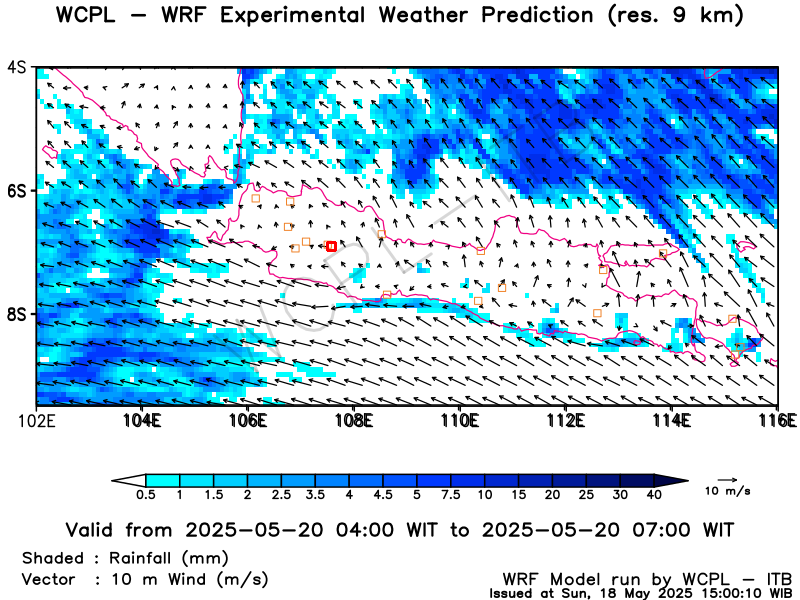 WCPL – WRF Experimental Weather Prediction (res. 9 km)
4S
6S
8S
102E 104E 106E 108E 110E 112E 114E 116E
WCPL–
0.5 1 1.5 2 2.5 3.5 4 4.5 5 7.5 10 15 20 25 30 40
10 m/s
Valid from 2025–05–20 04:00 WIT to 2025–05–20 07:00 WIT
Shaded : Rainfall (mm)
Vector : 10 m Wind (m/s)
WRF Model run by WCPL – ITB
Issued at Sun, 18 May 2025 15:00:10 WIB